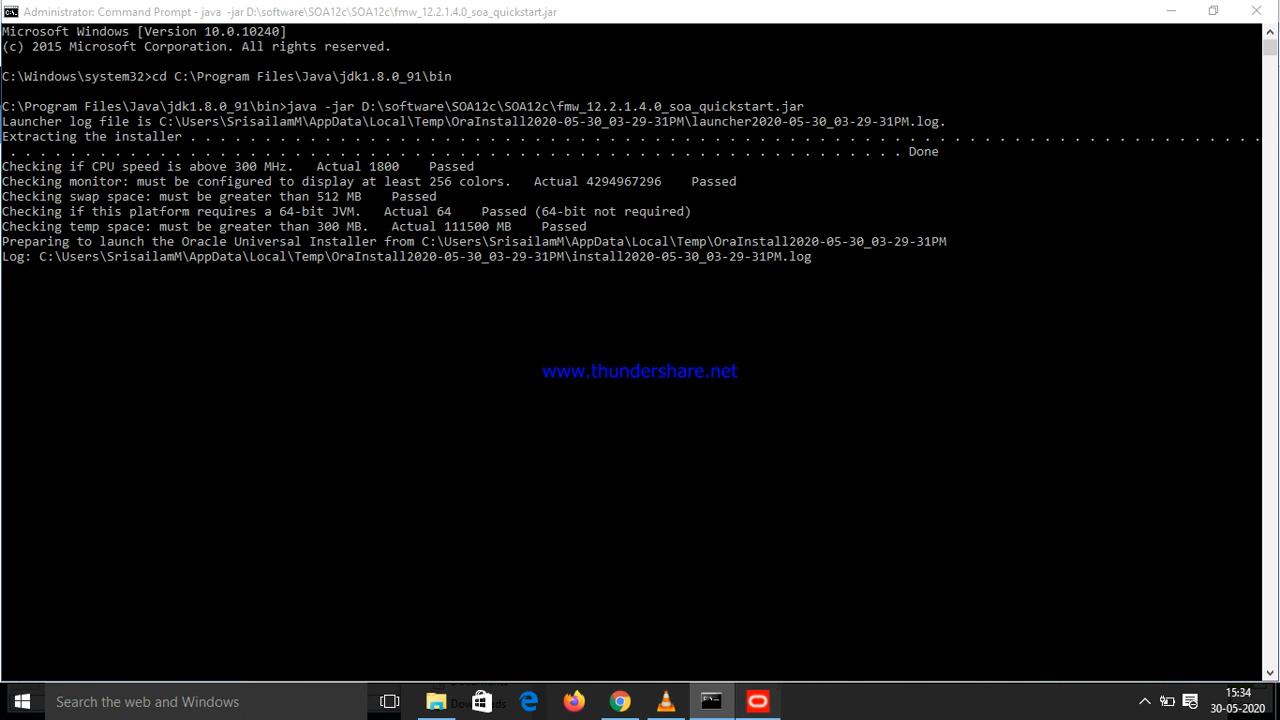 Administrator: Command Prompt - java -jar D:\software\SOA12c\SOA12c\fmw_12.2.1.4.0_soa_quickstart.jar
Microsoft Windows [Version 10.0.10240]
(c) 2015 Microsoft Corporation. All rights reserved.
C:\Windows\system32>cd C:\Program Files\Java\jdk1.8.0_91\bin
C:\Program Files\Java\jdk1.8.0_91\bin>java -jar D:\software\SOA12c\SOA12c\fmw_12.2.1.4.0_soa_quickstart.jar
Launcher log file is C:\Users\SrisailamM\AppData\Local\Temp\OraInstall2020-05-30_03-29-31PM\launcher2020-05-30_03-29-31PM.log.
Extracting the installer . . . . . . . . . . . . . . . . . . . . . . . . . . . . . . . . . . . . . . . . . . . . . . . . . . . . . . . . . . . . . . . . . . . . . . . .
. . . . . . . . . . . . . . . . . . . . . . . . . . . . . . . . . . . . . . . . . . . . . . . . . . . . . . . . . . . . Done
Checking if CPU speed is above 300 MHz.   Actual 1800    Passed
Checking monitor: must be configured to display at least 256 colors.   Actual 4294967296    Passed
Checking swap space: must be greater than 512 MB    Passed
Checking if this platform requires a 64-bit JVM.   Actual 64    Passed (64-bit not required)
Checking temp space: must be greater than 300 MB.   Actual 111500 MB    Passed
Preparing to launch the Oracle Universal Installer from C:\Users\SrisailamM\AppData\Local\Temp\OraInstall2020-05-30_03-29-31PM
Log: C:\Users\SrisailamM\AppData\Local\Temp\OraInstall2020-05-30_03-29-31PM\install2020-05-30_03-29-31PM.log
www.thundershare.net
Search the web and Windows
15:34
30-05-2020